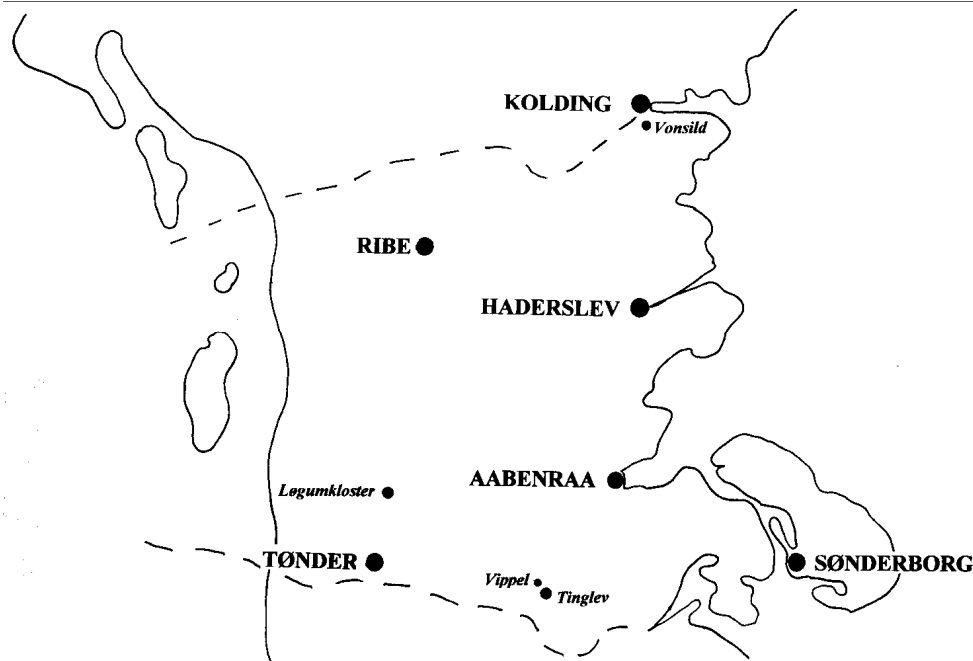 KOLDING
Vonsild
RIBE
HADERSLEV
AABENRAA
Løgumkloster
TØNDER
SØNDERBORG
Vippel
Tinglev